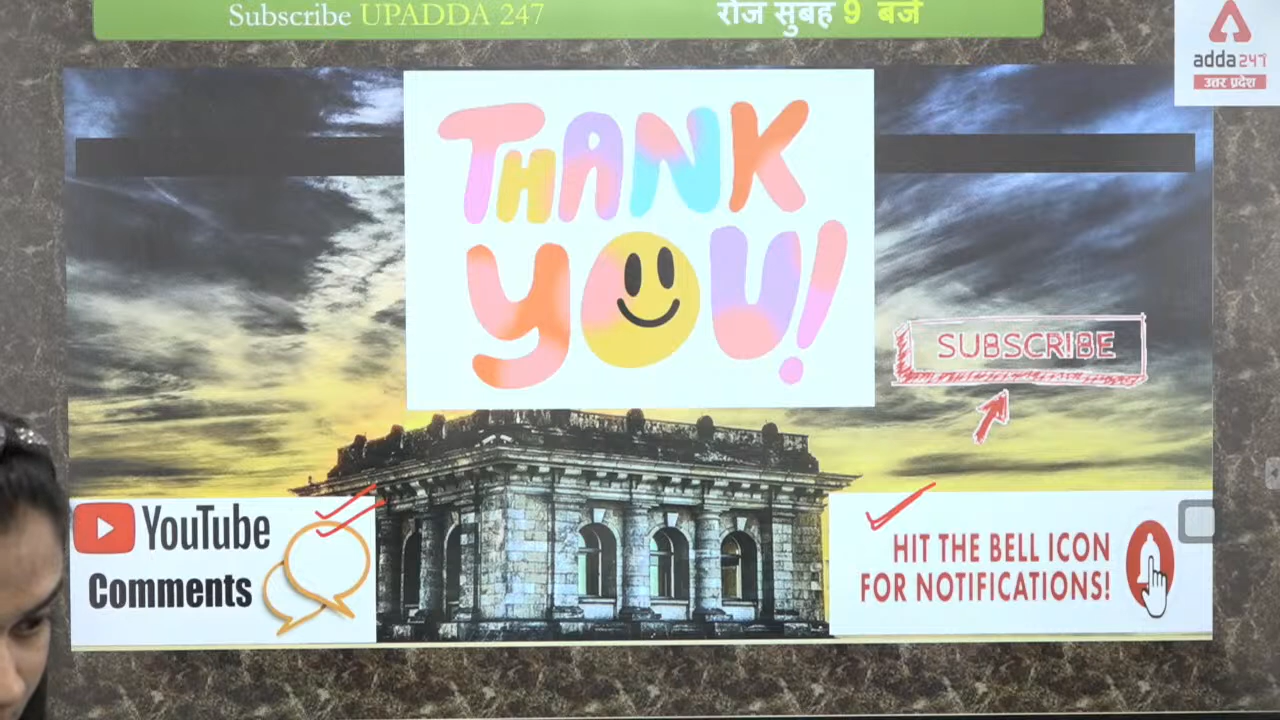 Subscribe UPADDA 247
रोज सुबह 9 बजे
adda247
उत्तर प्रदेश
THANK
YOU!
SUBSCRIBE
YouTube
Comments
HIT THE BELL ICON
FOR NOTIFICATIONS!